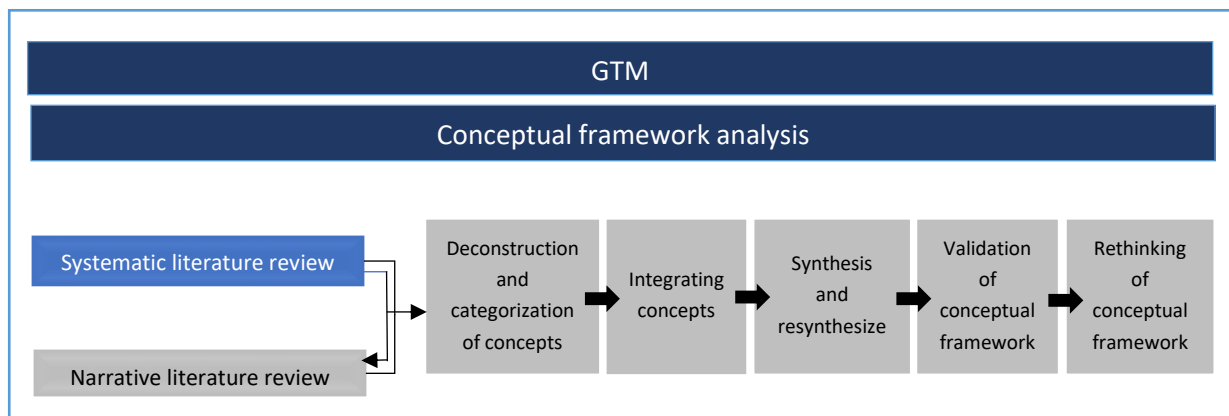 GTM
Conceptual framework analysis
Systematic literature review
Narrative literature review
Deconstruction
and
categorization
of concepts
Integrating
concepts
Synthesis
and
resynthesize
Validation
of
conceptual
framework
Rethinking
of
conceptual
framework